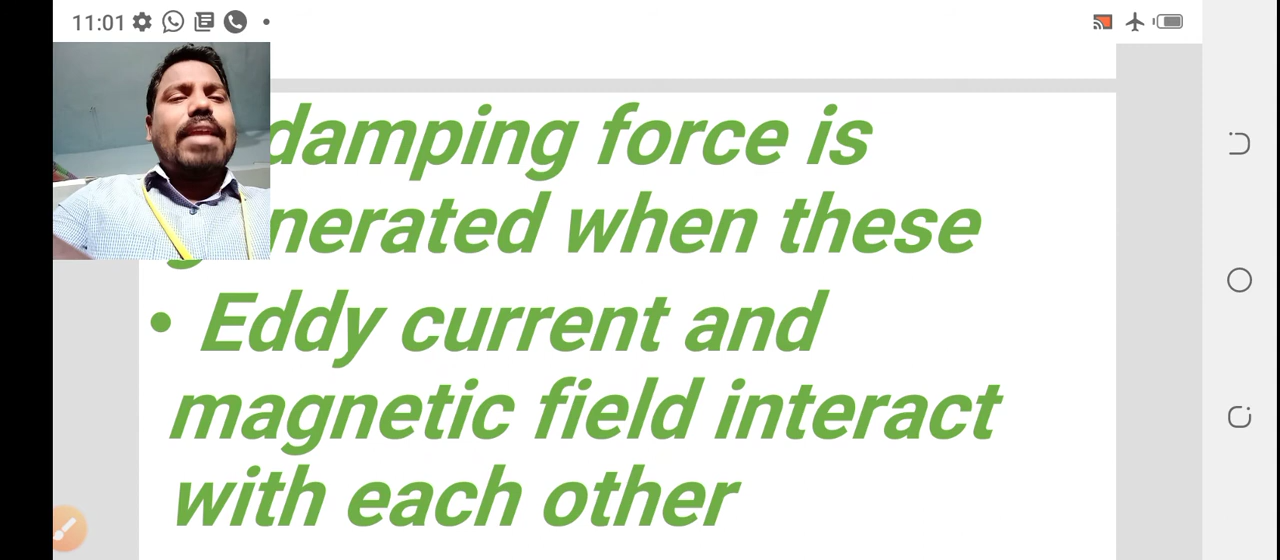 11:01
damping force is
nerated when these
• Eddy current and
magnetic field interact
with each other